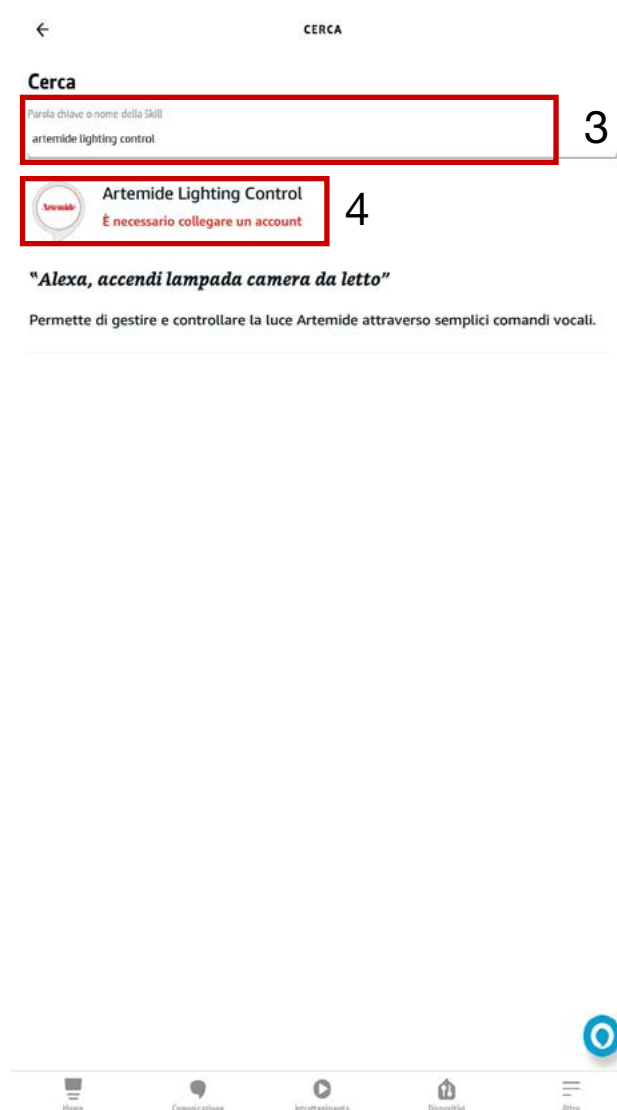 CERCA
Cerca
Parola chiave o nome della Skill
artemide lighting control
3
Artemide
Artemide Lighting Control
È necessario collegare un account
4
“Alexa, accendi lampada camera da letto”
Permette di gestire e controllare la luce Artemide attraverso semplici comandi vocali.
Home
Comunicazione
Intrattenimento
Dispositivi
Altro